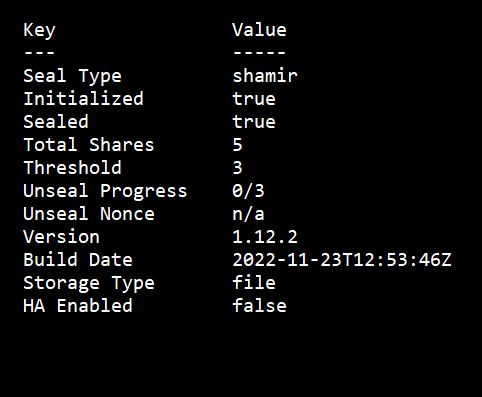 Key Value
--- -----
Seal Type shamir
Initialized true
Sealed true
Total Shares 5
Threshold 3
Unseal Progress 0/3
Unseal Nonce n/a
Version 1.12.2
Build Date 2022-11-23T12:53:46Z
Storage Type file
HA Enabled false